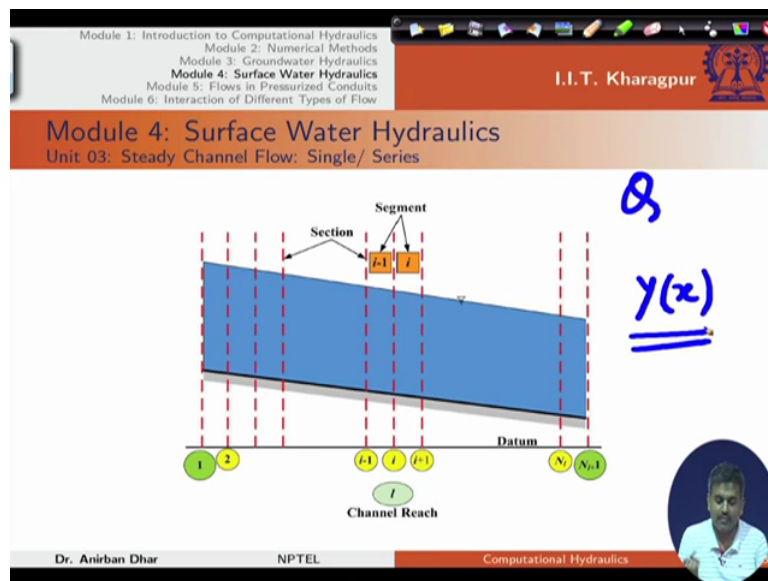 Module 1: Introduction to Computational Hydraulics
Module 2: Numerical Methods
Module 3: Groundwater Hydraulics
Module 4: Surface Water Hydraulics
Module 5: Flows in Pressurized Conduits
Module 6: Interaction of Different Types of Flow
I.I.T. Kharagpur
Module 4: Surface Water Hydraulics
Unit 03: Steady Channel Flow: Single/ Series
Q
y(x)
Segment
Section
i-1 i
Datum
1 2 i-1 i i+1 Nₗ Nₗ+1
l
Channel Reach
Dr. Anirban Dhar NPTEL Computational Hydraulics